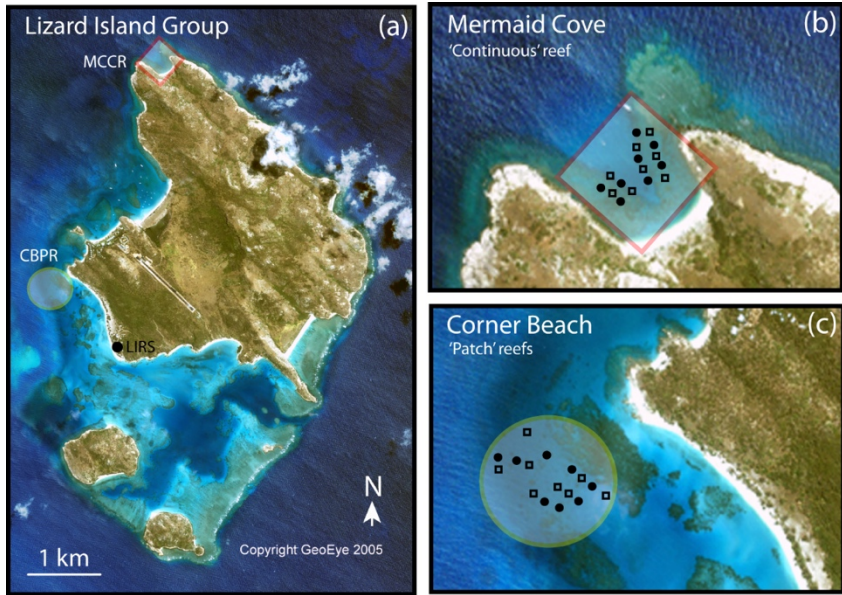 Lizard Island Group
(a)
MCCR
CBPR
LIRS
N
1 km
Copyright GeoEye 2005
Mermaid Cove
(b)
'Continuous' reef
Corner Beach
(c)
'Patch' reefs